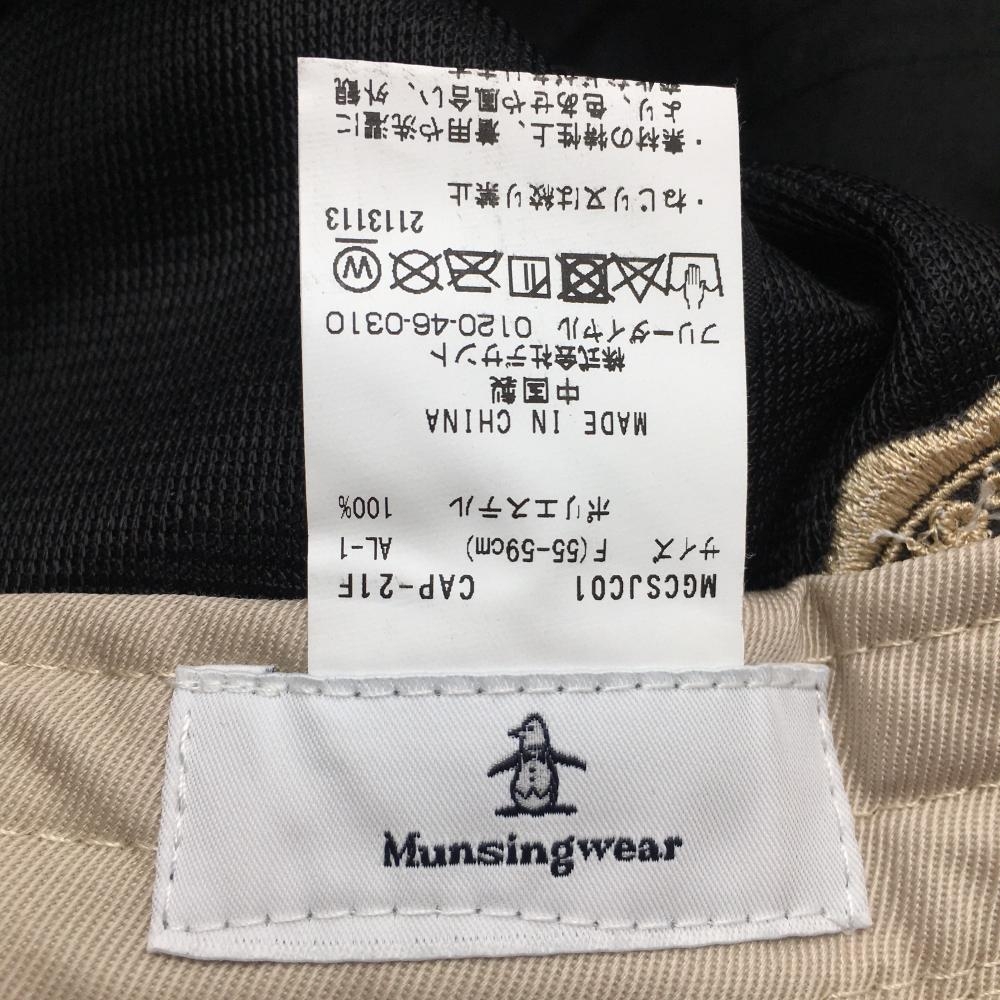 MGCSJC01 CAP-21F
サイズ F(55-59cm) AL-1
ポリエステル 100%
MADE IN CHINA
中国製
株式会社デサント
フリーダイヤル 0120-46-0310
W
2113113
・ねじり又は絞り禁止
・素材の特性上、着用や洗濯に
より、色あせや風合い、外観
Munsingwear